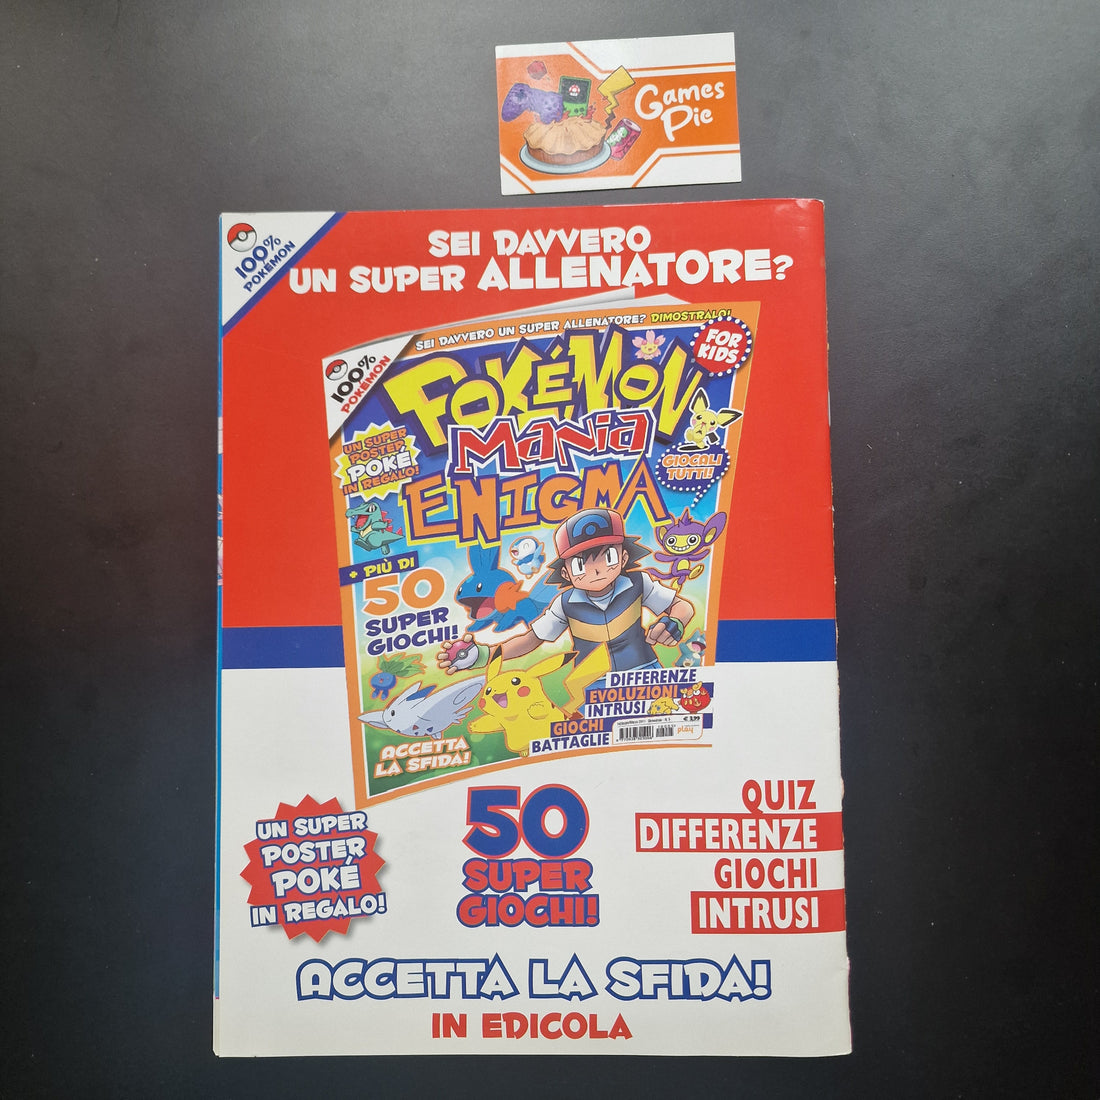 Games
Pie
100%
POKÉMON
SEI DAVVERO
UN SUPER ALLENATORE?
SEI DAVVERO UN SUPER ALLENATORE? DIMOSTRALO!
100%
POKÉMON
FOR
KIDS
POKÉMON
Mania
ENIGMA
UN SUPER
POSTER
POKÉ
IN REGALO!
GIOCALI
TUTTI!
+ PIÙ DI
50
SUPER
GIOCHI!
DIFFERENZE
EVOLUZIONI
INTRUSI
GIOCHI
BATTAGLIE
€ 3,99
play
ACCETTA
LA SFIDA!
UN SUPER
POSTER
POKÉ
IN REGALO!
50
SUPER
GIOCHI!
QUIZ
DIFFERENZE
GIOCHI
INTRUSI
ACCETTA LA SFIDA!
IN EDICOLA